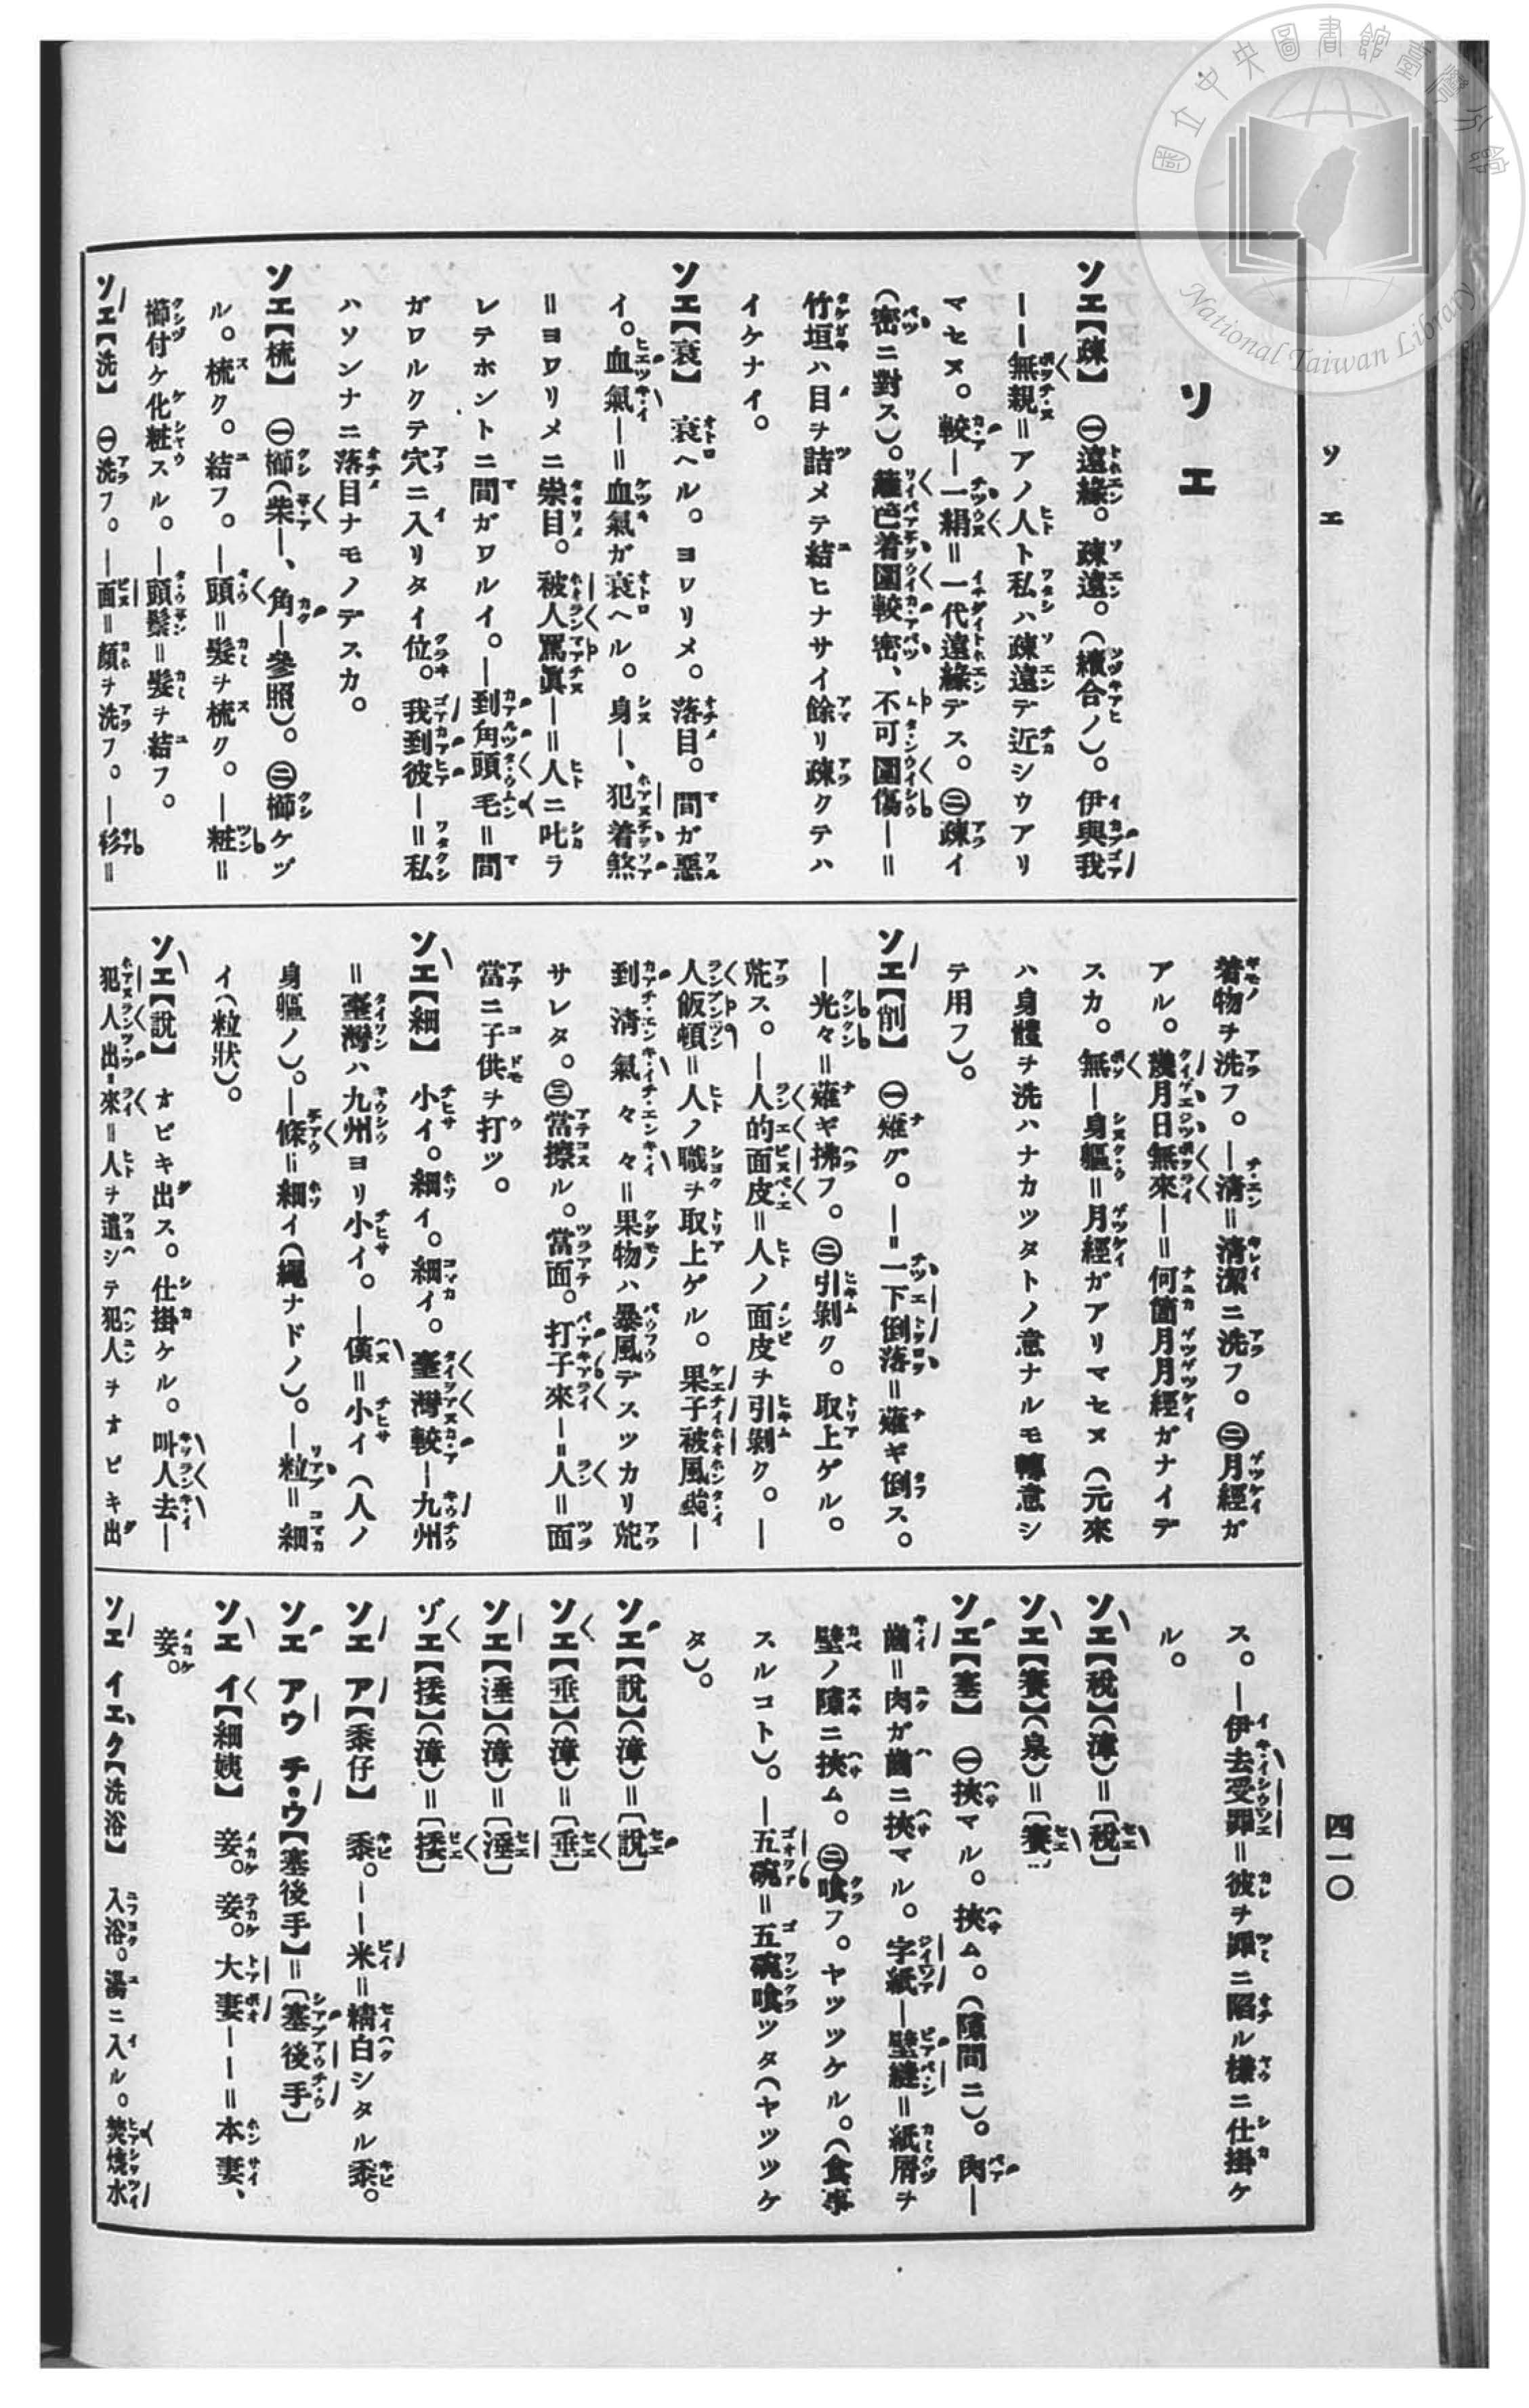 國立中央圖書館臺灣分館
National Taiwan Library
ソエ
四一〇
ソエ
ソエ【疎】 ㊀遠緣。疎遠。(續合ノ)。伊與我
——無親=アノ人ト私ハ疎遠デ近シウアリ
マセヌ。較—一絹=一代遠緣デス。㊁疎イ
(密ニ對ス)。籬笆着圍較密、不可圍傷—=
竹垣ハ目ヲ詰メテ結ヒナサイ餘リ疎クテハ
イケナイ。
ソエ【衰】 衰ヘル。ヨワリメ。落目。間ガ惡
イ。血氣—=血氣ガ衰ヘル。身—、犯着煞
=ヨワリメニ祟目。被人罵眞——=人ニ叱ラ
レテホントニ間ガワルイ。—到角頭毛=間
ガワルクテ穴ニ入リタイ位。我到彼—=私
ハソンナニ落目ナモノデスカ。
ソエ【梳】 ㊀櫛(柴—、角—參照)。㊁櫛ケヅ
ル。梳ク。結フ。—頭=髮ヲ梳ク。—粧=
櫛付ケ化粧スル。—頭鬃=髮ヲ結フ。
ソエ【洗】 ㊀洗フ。—面=顏ヲ洗フ。—衫=
着物ヲ洗フ。—清=清潔ニ洗フ。㊁月經ガ
アル。幾月日無來—=何箇月月經ガナイデ
スカ。無—身軀=月經ガアリマセヌ(元來
ハ身體ヲ洗ハナカツタトノ意ナルモ轉意シ
テ用フ)。
ソエ【削】 ㊀薙グ。—=一下倒落=薙ギ倒ス。
—光々=薙ギ拂フ。㊁引剝ク。取上ゲル。
荒ス。—人的面皮=人ノ面皮ヲ引剝ク。—
人飯頓=人ノ職ヲ取上ゲル。果子被風颱—
到清氣々々=果物ハ暴風デスツカリ荒
サレタ。㊂當擦ル。當面。打子來—=人=面
當ニ子供ヲ打ツ。
ソエ【細】 小イ。細イ。細イ。臺灣較—九州
=臺灣ハ九州ヨリ小イ。—漢=小イ(人ノ
身軀ノ)。—條=細イ(繩ナドノ)。—粒=細
イ(粒狀)。
ソエ【說】 オビキ出ス。仕掛ケル。叫人去—
犯人出來=人ヲ遣シテ犯人ヲオビキ出
ス。—伊去受罪=彼ヲ罪ニ陷ル樣ニ仕掛ケ
ル。
ソエ【稅】(漳)=〔稅〕
ソエ【賽】(泉)=〔賽〕
ソエ【塞】 ㊀挾マル。挾ム。(隙間ニ)。肉—
齒=肉ガ齒ニ挾マル。字紙—壁縫=紙屑ヲ
壁ノ隙ニ挾ム。㊁喰フ。ヤツツケル。(食事
スルコト)。—五碗=五碗喰ツタ(ヤツツケ
タ)。
ソエ【說】(漳)=〔說〕
ソエ【垂】(漳)=〔垂〕
ソエ【湹】(漳)=〔湹〕
ゾエ【捼】(漳)=〔捼〕
ソエ ア【黍仔】 黍。——米=精白シタル黍。
ソエ アウ チ・ウ【塞後手】=〔塞後手〕
ソエ イ【細姨】 妾。妾。大妻——=本妻、
妾。
ソエ イエク【洗浴】 入浴。湯ニ入ル。焚燒水